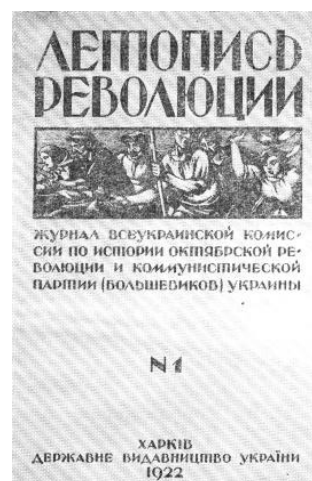 ЛЕТОПИСЬ
РЕВОЛЮЦИИ
ЖУРНАЛ ВСЕУКРАИНСКОЙ КОМИС-
СИИ ПО ИСТОРИИ ОКТЯБРСКОЙ РЕ-
ВОЛЮЦИИ И КОММУНИСТИЧЕСКОЙ
ПАРТИИ (БОЛЬШЕВИКОВ) УКРАИНЫ
N1
ХАРКІВ
ДЕРЖАВНЕ ВИДАВНИЦТВО УКРАЇНИ
1922